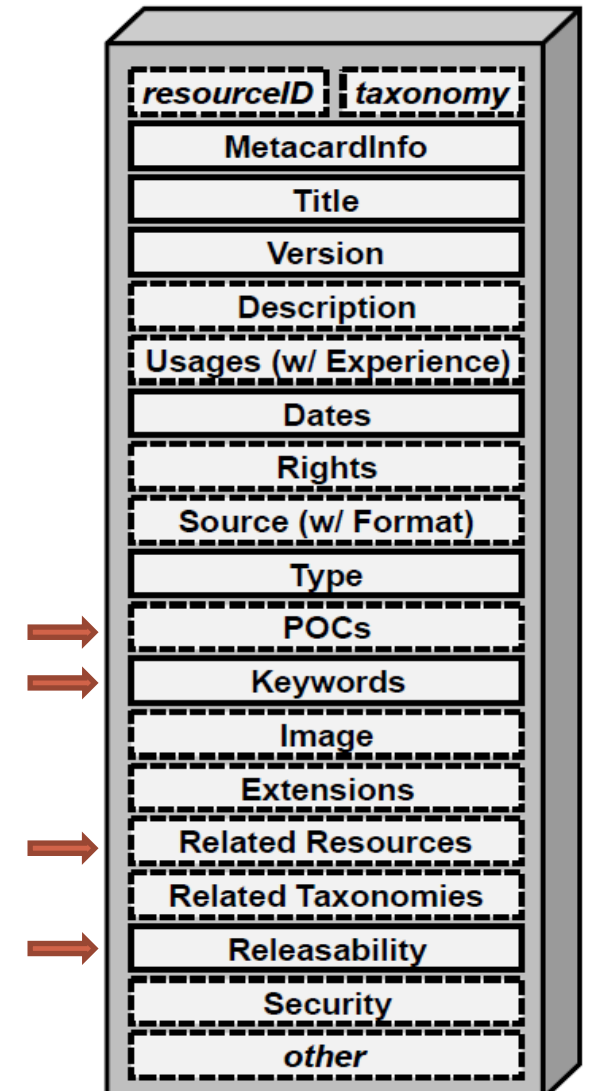 resourceID taxonomy
MetacardInfo
Title
Version
Description
Usages (w/ Experience)
Dates
Rights
Source (w/ Format)
Type
POCs
Keywords
Image
Extensions
Related Resources
Related Taxonomies
Releasability
Security
other